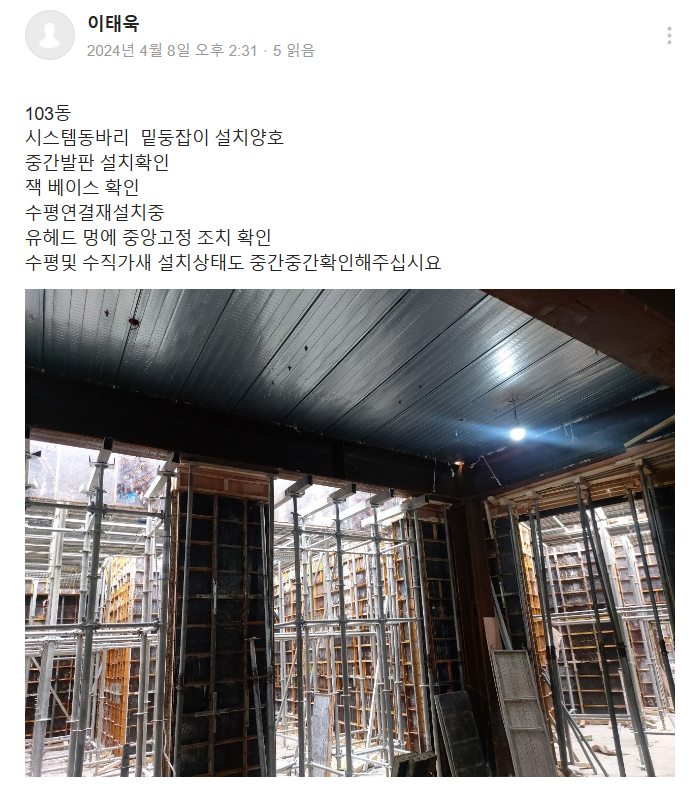 이태욱
2024년 4월 8일 오후 2:31 · 5 읽음
103동
시스템동바리  밑둥잡이 설치양호
중간발판 설치확인
잭 베이스 확인
수평연결재설치중
유헤드 멍에 중앙고정 조치 확인
수평및 수직가새 설치상태도 중간중간확인해주십시요